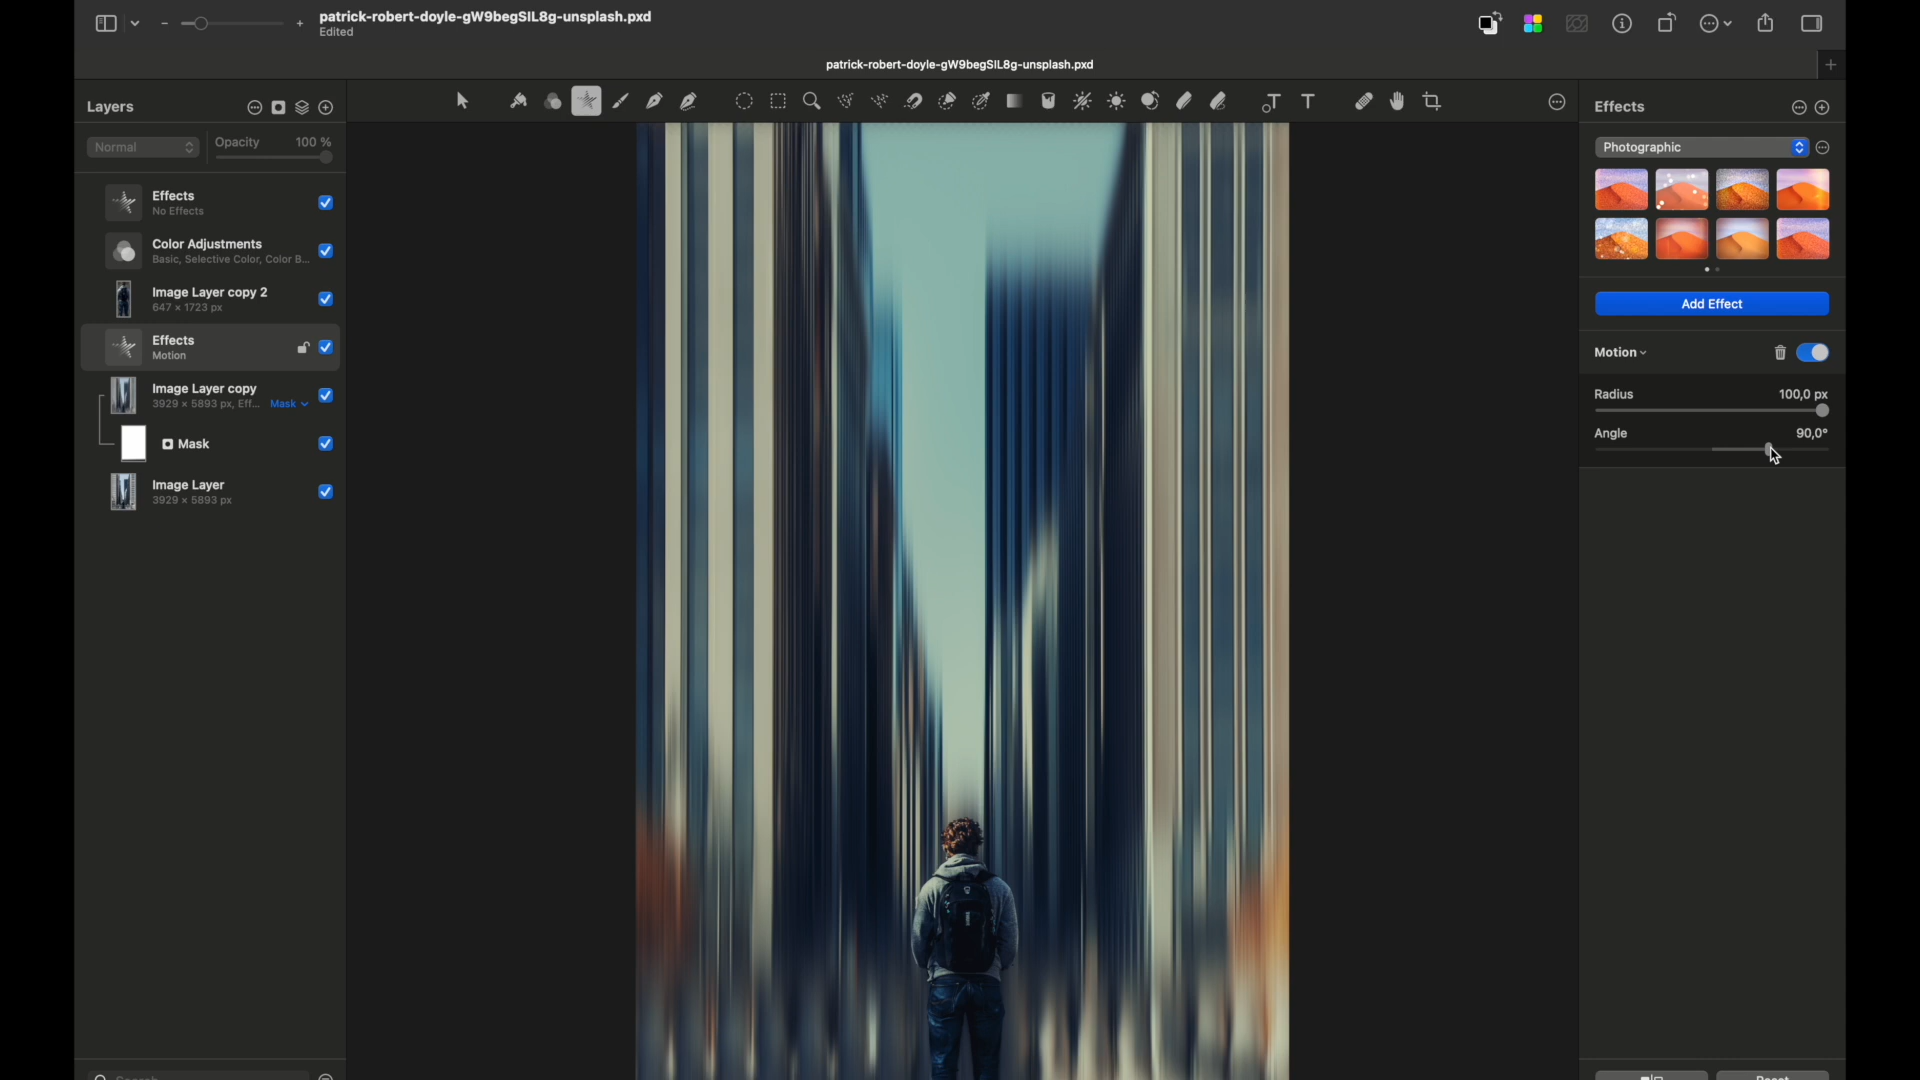 patrick-robert-doyle-gW9begSIL8g-unsplash.pxd
Edited
patrick-robert-doyle-gW9begSIL8g-unsplash.pxd
Layers
Normal
Opacity 100 %
Effects
No Effects
Color Adjustments
Basic, Selective Color, Color B...
Image Layer copy 2
647 × 1723 px
Effects
Motion
Image Layer copy
3929 × 5893 px, Eff... Mask
Mask
Image Layer
3929 × 5893 px
Search
Effects
Photographic
Add Effect
Motion
Radius 100,0 px
Angle 90,0°
Reset